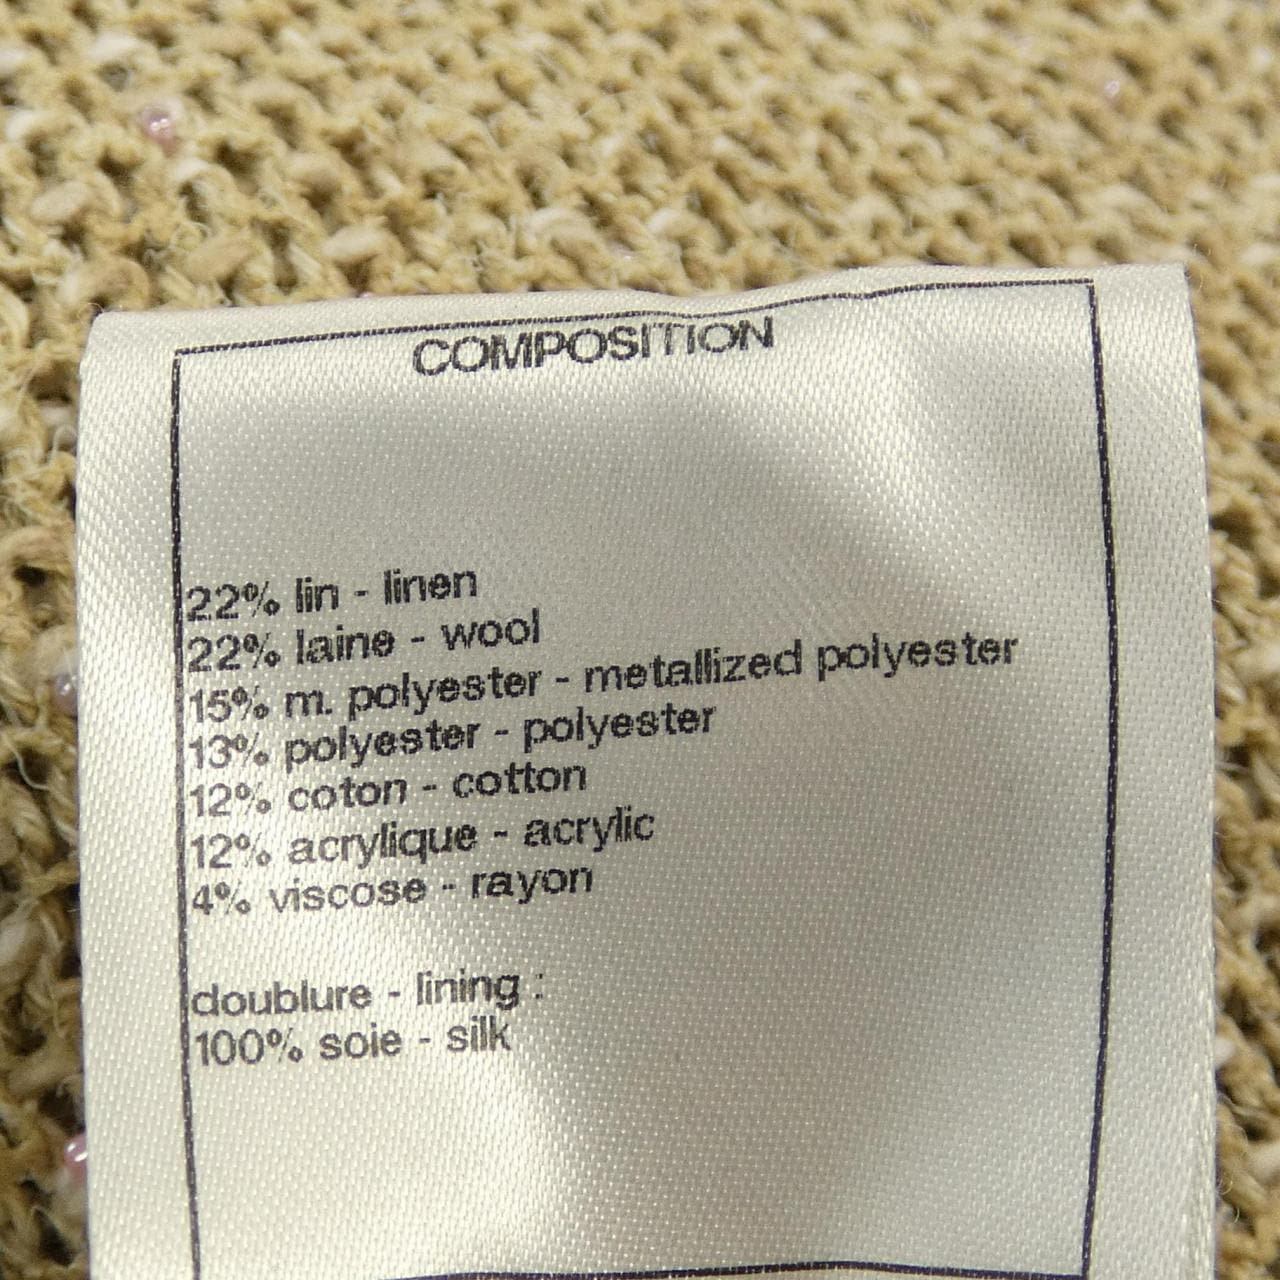 COMPOSITION
22% lin - linen
22% laine - wool
15% m. polyester - metallized polyester
13% polyester - polyester
12% coton - cotton
12% acrylique - acrylic
4% viscose - rayon
doublure - lining :
100% soie - silk